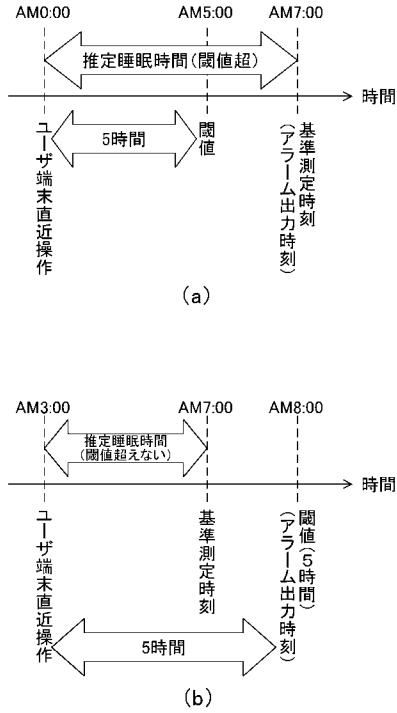 AM0:00 AM5:00 AM7:00
推定睡眠時間(閾値超)
時間
5時間
ユーザ端末直近操作
閾値
基準測定時刻
(アラーム出力時刻)
(a)
AM3:00 AM7:00 AM8:00
推定睡眠時間
(閾値超えない)
時間
ユーザ端末直近操作
基準測定時刻
閾値(5時間)
(アラーム出力時刻)
5時間
(b)